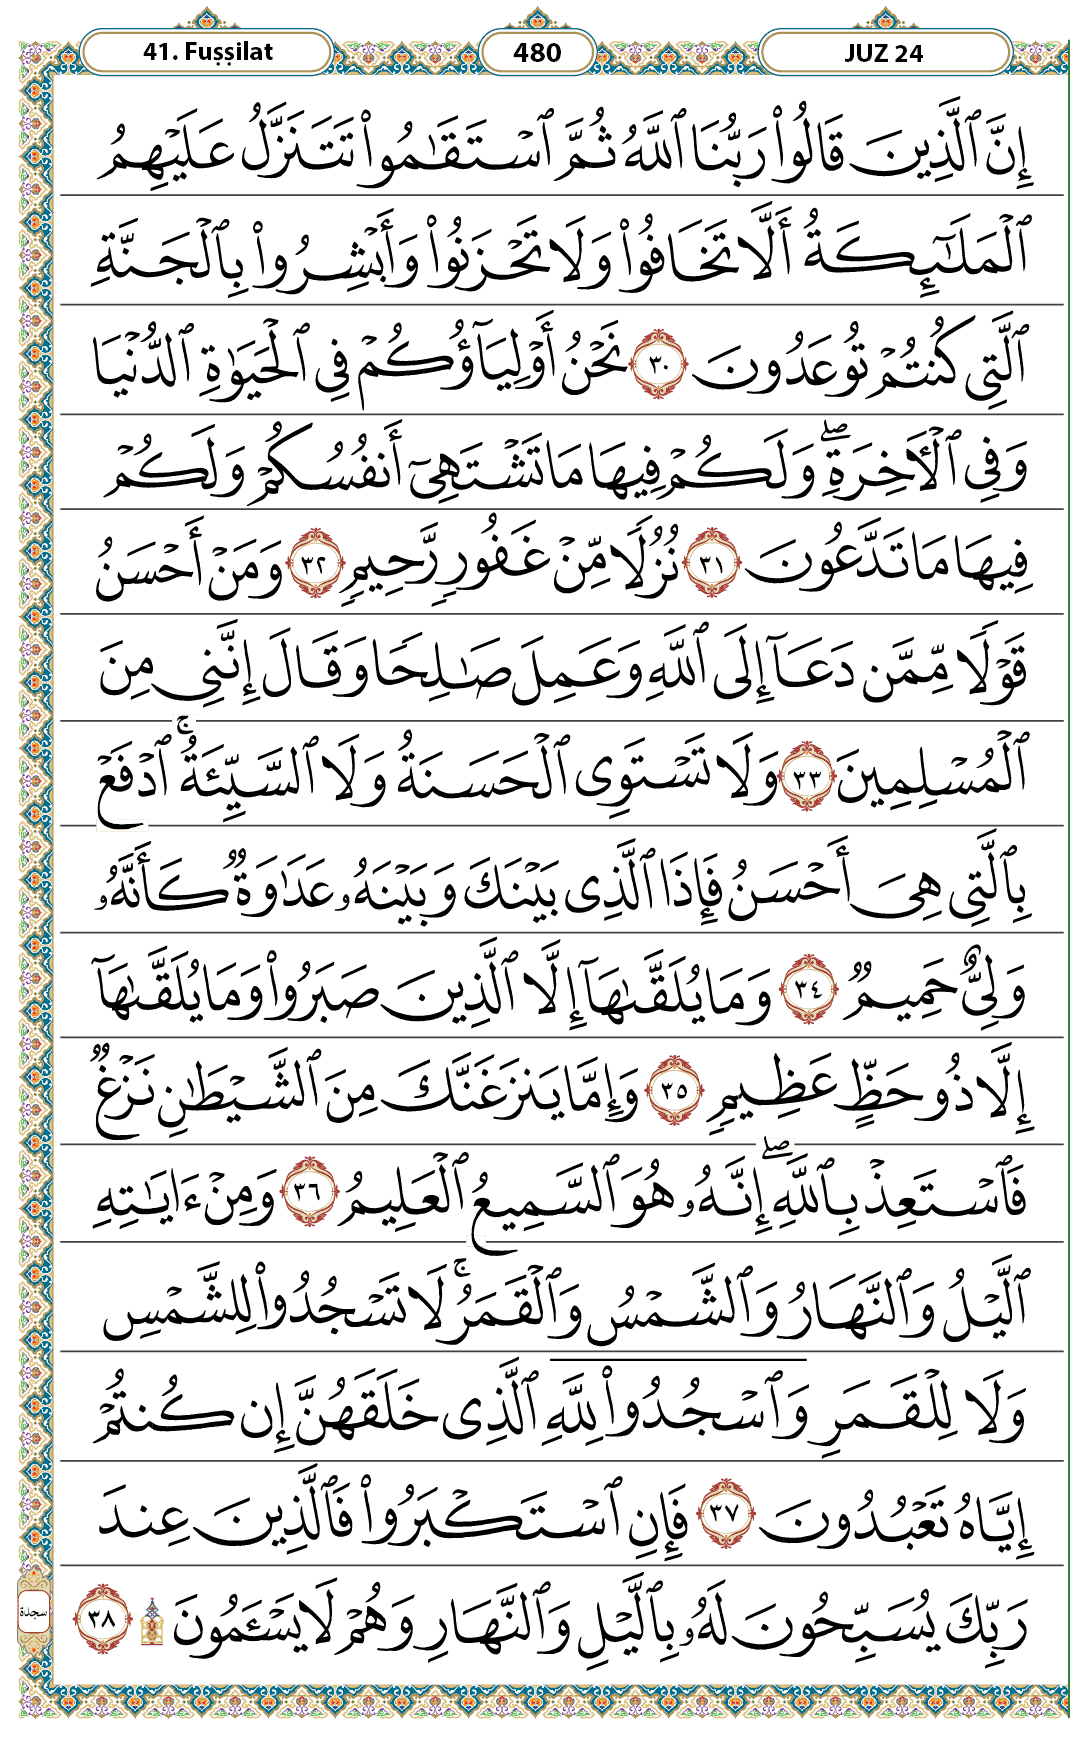 41. Fuṣṣilat
480
JUZ 24
إِنَّ ٱلَّذِينَ قَالُوا۟ رَبُّنَا ٱللَّهُ ثُمَّ ٱسْتَقَـٰمُوا۟ تَتَنَزَّلُ عَلَيْهِمُ
ٱلْمَلَـٰٓئِكَةُ أَلَّا تَخَافُوا۟ وَلَا تَحْزَنُوا۟ وَأَبْشِرُوا۟ بِٱلْجَنَّةِ
ٱلَّتِى كُنتُمْ تُوعَدُونَ ٣٠ نَحْنُ أَوْلِيَآؤُكُمْ فِى ٱلْحَيَوٰةِ ٱلدُّنْيَا
وَفِى ٱلْـَٔاخِرَةِ ۖ وَلَكُمْ فِيهَا مَا تَشْتَهِىٓ أَنفُسُكُمْ وَلَكُمْ
فِيهَا مَا تَدَّعُونَ ٣١ نُزُلًا مِّنْ غَفُورٍ رَّحِيمٍ ٣٢ وَمَنْ أَحْسَنُ
قَوْلًا مِّمَّن دَعَآ إِلَى ٱللَّهِ وَعَمِلَ صَـٰلِحًا وَقَالَ إِنَّنِى مِنَ
ٱلْمُسْلِمِينَ ٣٣ وَلَا تَسْتَوِى ٱلْحَسَنَةُ وَلَا ٱلسَّيِّئَةُ ۚ ٱدْفَعْ
بِٱلَّتِى هِىَ أَحْسَنُ فَإِذَا ٱلَّذِى بَيْنَكَ وَبَيْنَهُۥ عَدَٰوَةٌ كَأَنَّهُۥ
وَلِىٌّ حَمِيمٌ ٣٤ وَمَا يُلَقَّىٰهَآ إِلَّا ٱلَّذِينَ صَبَرُوا۟ وَمَا يُلَقَّىٰهَآ
إِلَّا ذُو حَظٍّ عَظِيمٍ ٣٥ وَإِمَّا يَنزَغَنَّكَ مِنَ ٱلشَّيْطَـٰنِ نَزْغٌ
فَٱسْتَعِذْ بِٱللَّهِ ۖ إِنَّهُۥ هُوَ ٱلسَّمِيعُ ٱلْعَلِيمُ ٣٦ وَمِنْ ءَايَـٰتِهِ
ٱلَّيْلُ وَٱلنَّهَارُ وَٱلشَّمْسُ وَٱلْقَمَرُ ۚ لَا تَسْجُدُوا۟ لِلشَّمْسِ
وَلَا لِلْقَمَرِ وَٱسْجُدُوا۟ لِلَّهِ ٱلَّذِى خَلَقَهُنَّ إِن كُنتُمْ
إِيَّاهُ تَعْبُدُونَ ٣٧ فَإِنِ ٱسْتَكْبَرُوا۟ فَٱلَّذِينَ عِندَ
رَبِّكَ يُسَبِّحُونَ لَهُۥ بِٱلَّيْلِ وَٱلنَّهَارِ وَهُمْ لَا يَسْـَٔمُونَ ۩ ٣٨
سجدة